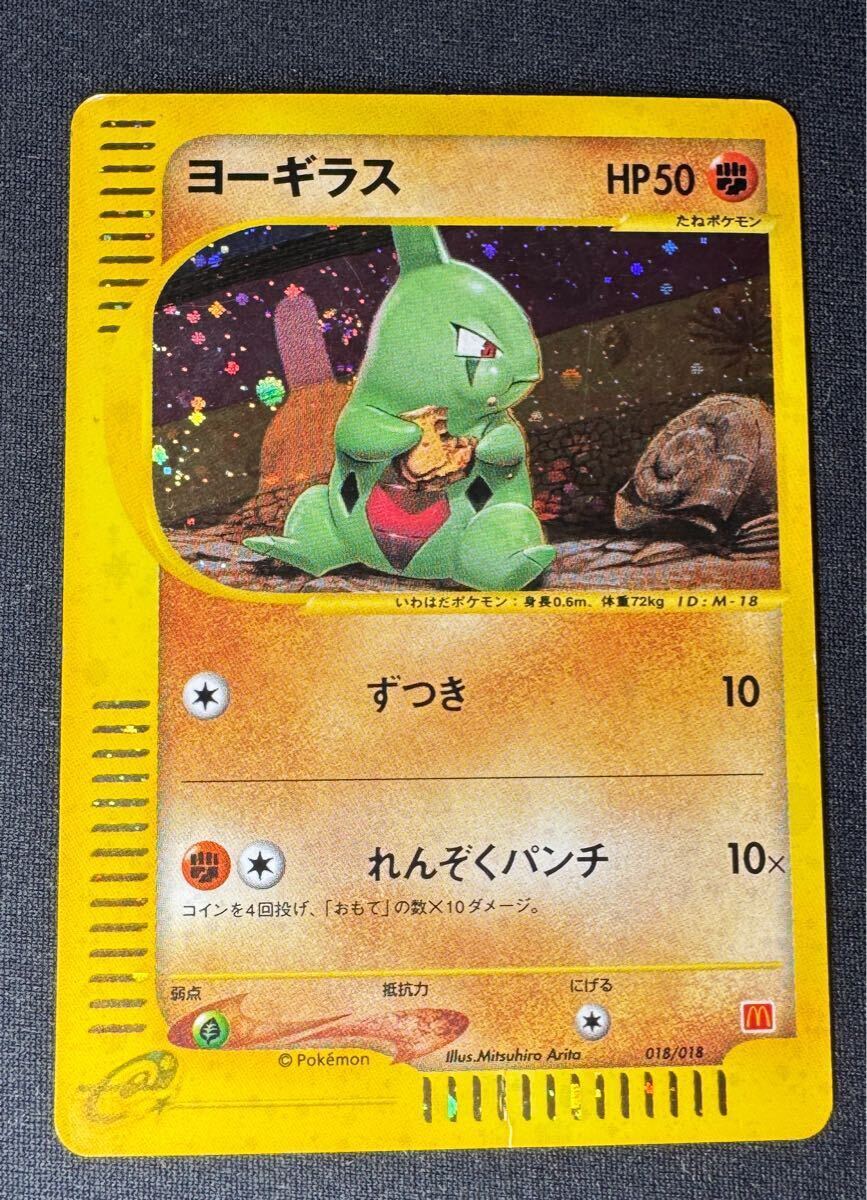 ヨーギラス HP50
たねポケモン
いわはだポケモン:身長0.6m、体重72kg ID:M-18
ずつき 10
れんぞくパンチ 10×
コインを4回投げ、「おもて」の数×10ダメージ。
弱点 抵抗力 にげる
©Pokémon Illus.Mitsuhiro Arita 018/018